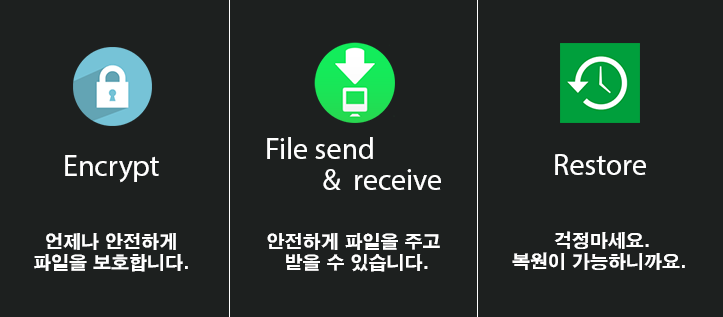 Encrypt
언제나 안전하게
파일을 보호합니다.
File send
& receive
안전하게 파일을 주고
받을 수 있습니다.
Restore
걱정마세요.
복원이 가능하니까요.